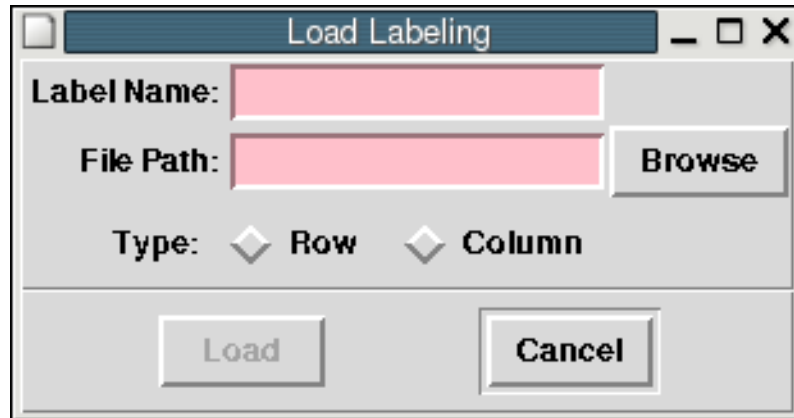 Load Labeling
Label Name:
File Path: Browse
Type: Row Column
Load Cancel